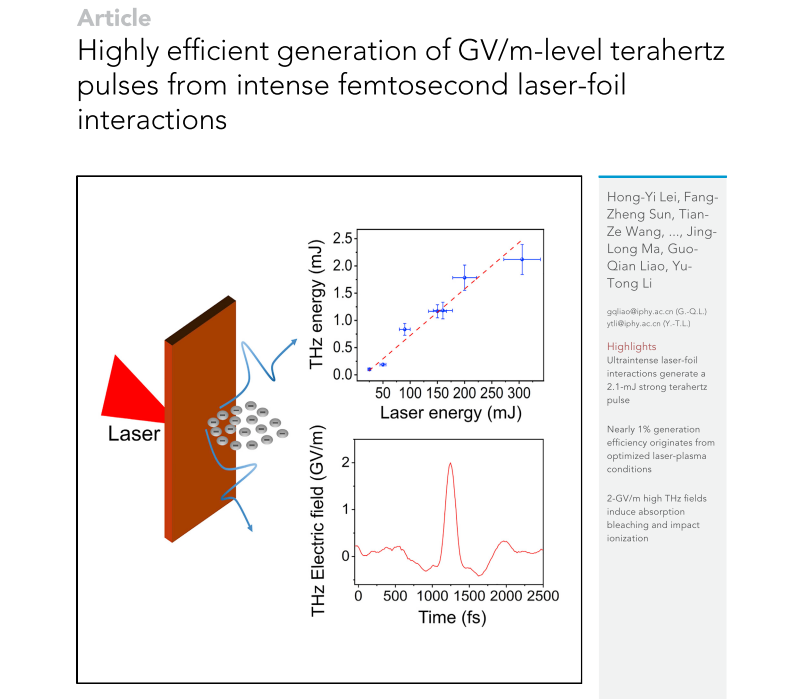 Article
Highly efficient generation of GV/m-level terahertz
pulses from intense femtosecond laser-foil
interactions
Laser
THz energy (mJ)
2.5
2.0
1.5
1.0
0.5
0.0
50 100 150 200 250 300
Laser energy (mJ)
THz Electric field (GV/m)
2
1
0
0 500 1000 1500 2000 2500
Time (fs)
Hong-Yi Lei, Fang-
Zheng Sun, Tian-
Ze Wang, ..., Jing-
Long Ma, Guo-
Qian Liao, Yu-
Tong Li
gqliao@iphy.ac.cn (G.-Q.L.)
ytli@iphy.ac.cn (Y.-T.L.)
Highlights
Ultraintense laser-foil
interactions generate a
2.1-mJ strong terahertz
pulse
Nearly 1% generation
efficiency originates from
optimized laser-plasma
conditions
2-GV/m high THz fields
induce absorption
bleaching and impact
ionization